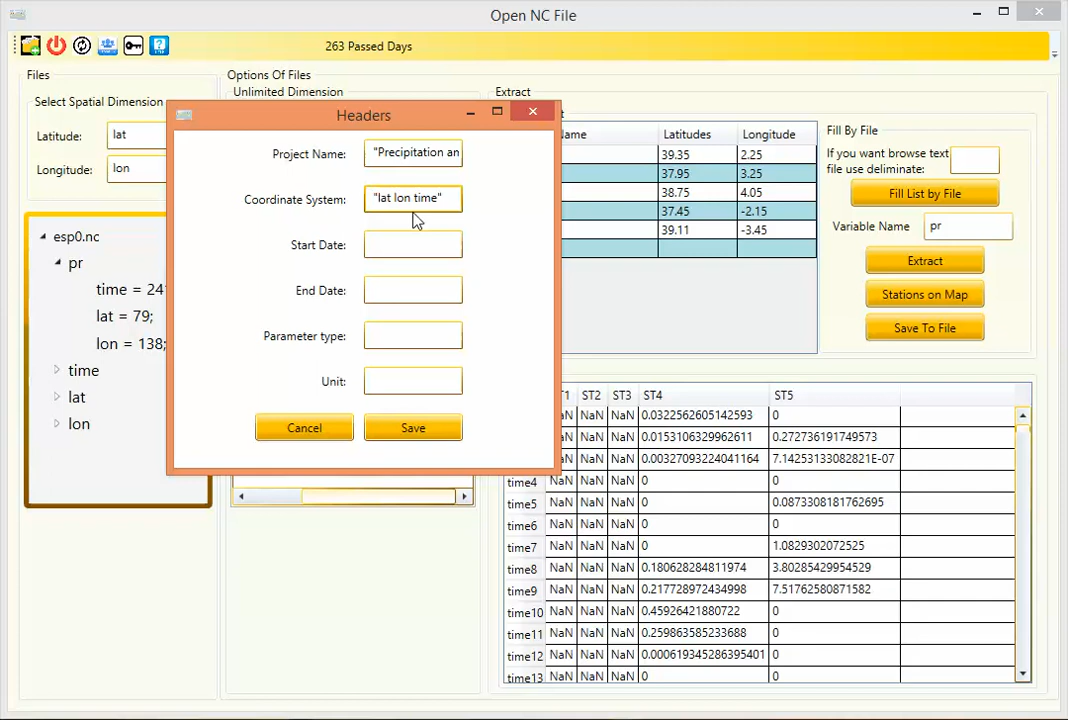 Open NC File
263 Passed Days
Files
Select Spatial Dimension
Latitude: lat
Longitude: lon
esp0.nc
pr
time = 24
lat = 79;
lon = 138;
time
lat
lon
Options Of Files
Unlimited Dimension
Headers
Project Name: "Precipitation an
Coordinate System: "lat lon time"
Start Date:
End Date:
Parameter type:
Unit:
Cancel Save
Extract
Latitudes Longitude
39.35 2.25
37.95 3.25
38.75 4.05
37.45 -2.15
39.11 -3.45
Fill By File
If you want browse text
file use deliminate:
Fill List by File
Variable Name pr
Extract
Stations on Map
Save To File
ST2 ST3 ST4 ST5
NaN NaN NaN 0.0322562605142593 0
NaN NaN NaN 0.0153106329962611 0.272736191749573
NaN NaN NaN 0.00327093224041164 7.14253133082821E-07
time4 NaN NaN NaN 0 0
time5 NaN NaN NaN 0 0.0873308181762695
time6 NaN NaN NaN 0 0
time7 NaN NaN NaN 0 1.0829302072525
time8 NaN NaN NaN 0.180628284811974 3.80285429954529
time9 NaN NaN NaN 0.217728972434998 7.51762580871582
time10 NaN NaN NaN 0.45926421880722 0
time11 NaN NaN NaN 0.259863585233688 0
time12 NaN NaN NaN 0.000619345286395401 0
time13 NaN NaN NaN 0 0